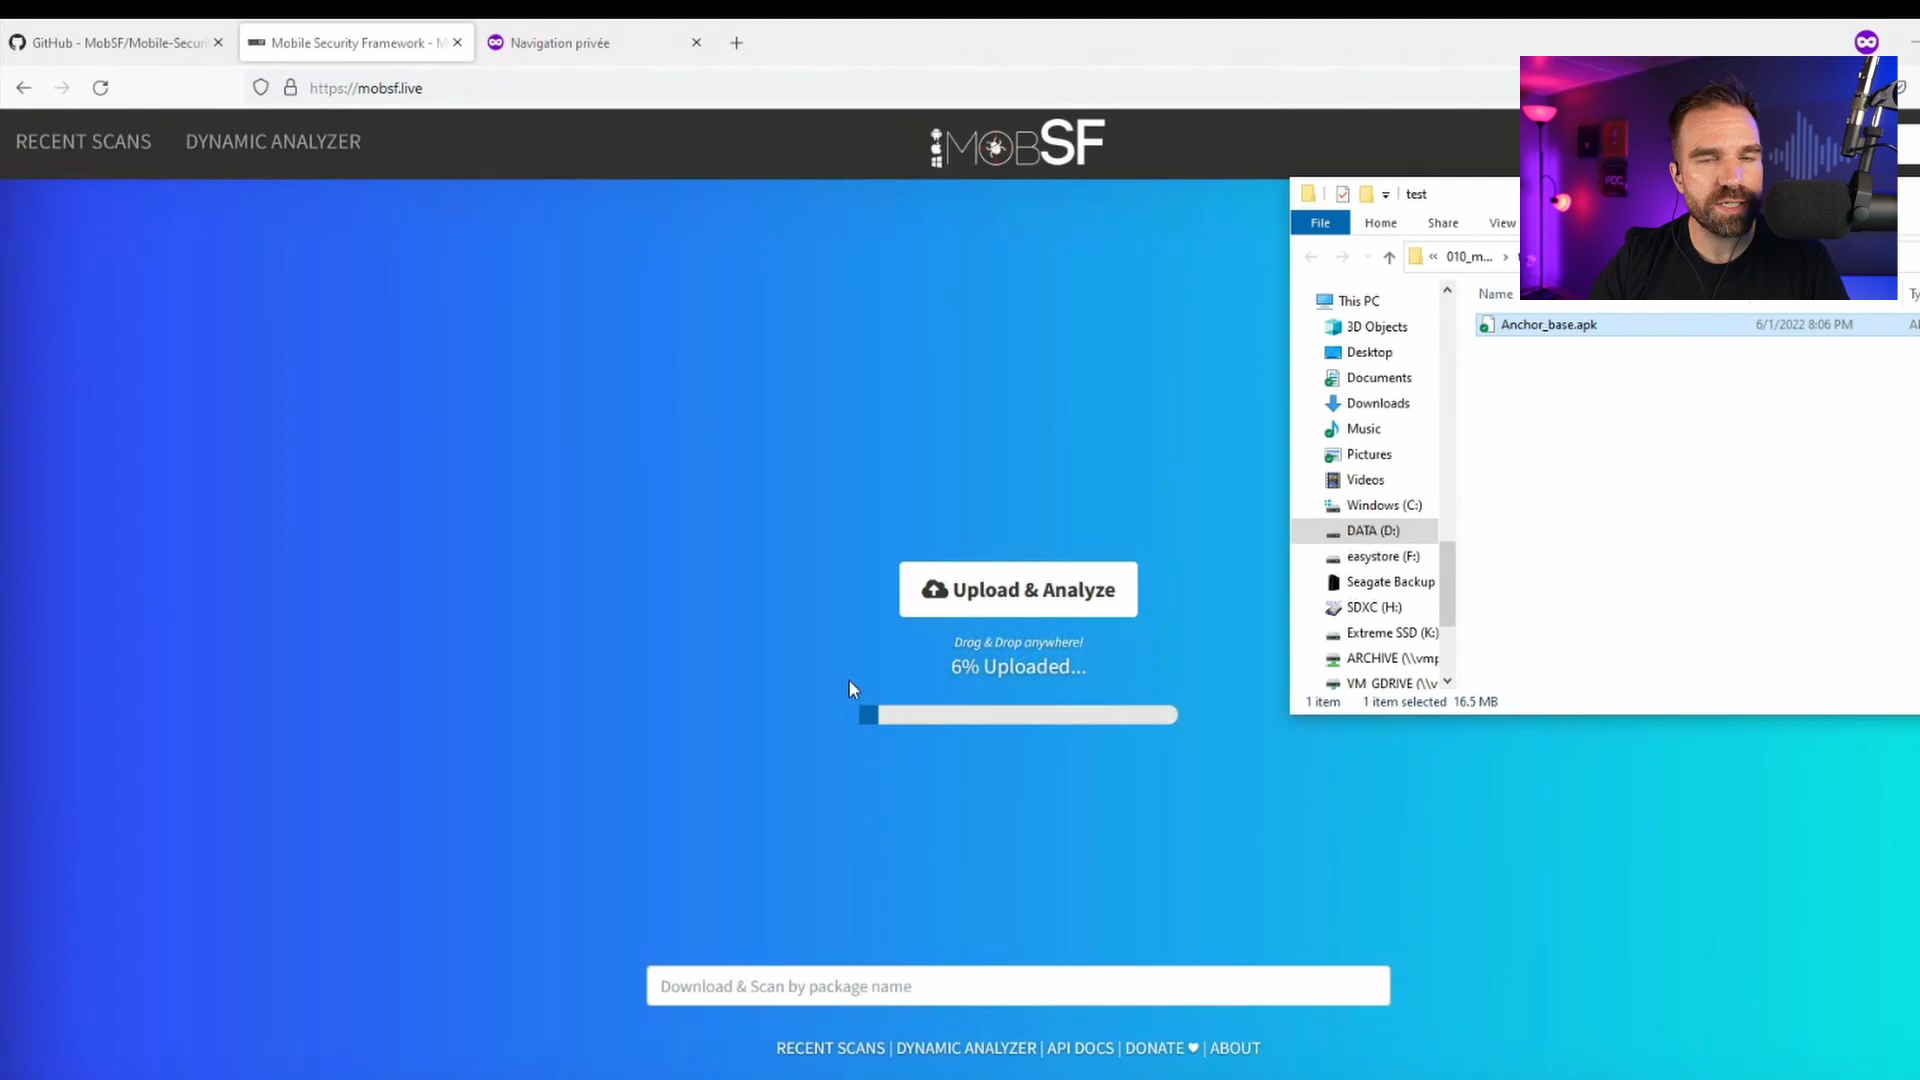 GitHub - MobSF/Mobile-Securi
Mobile Security Framework - M
Navigation privée
https://mobsf.live
RECENT SCANS
DYNAMIC ANALYZER
MOBSF
test
File
Home
Share
View
« 010_m... ›
Name
This PC
3D Objects
Desktop
Documents
Downloads
Music
Pictures
Videos
Windows (C:)
DATA (D:)
easystore (F:)
Seagate Backup
SDXC (H:)
Extreme SSD (K:)
ARCHIVE (\\vmp
VM GDRIVE (\\v
Anchor_base.apk
6/1/2022 8:06 PM
1 item
1 item selected 16.5 MB
Upload & Analyze
Drag & Drop anywhere!
6% Uploaded...
Download & Scan by package name
RECENT SCANS | DYNAMIC ANALYZER | API DOCS | DONATE ♥ | ABOUT